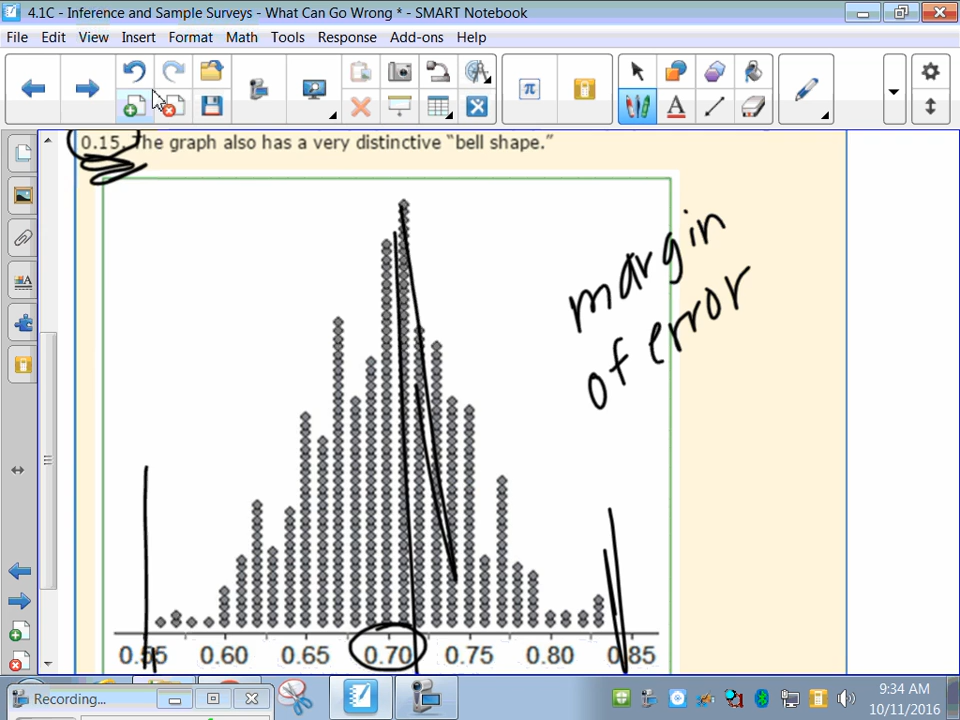 4.1C - Inference and Sample Surveys - What Can Go Wrong * - SMART Notebook
File Edit View Insert Format Math Tools Response Add-ons Help
0.15. The graph also has a very distinctive “bell shape.”
margin
of error
0.55 0.60 0.65 0.70 0.75 0.80 0.85
Recording...
9:34 AM
10/11/2016